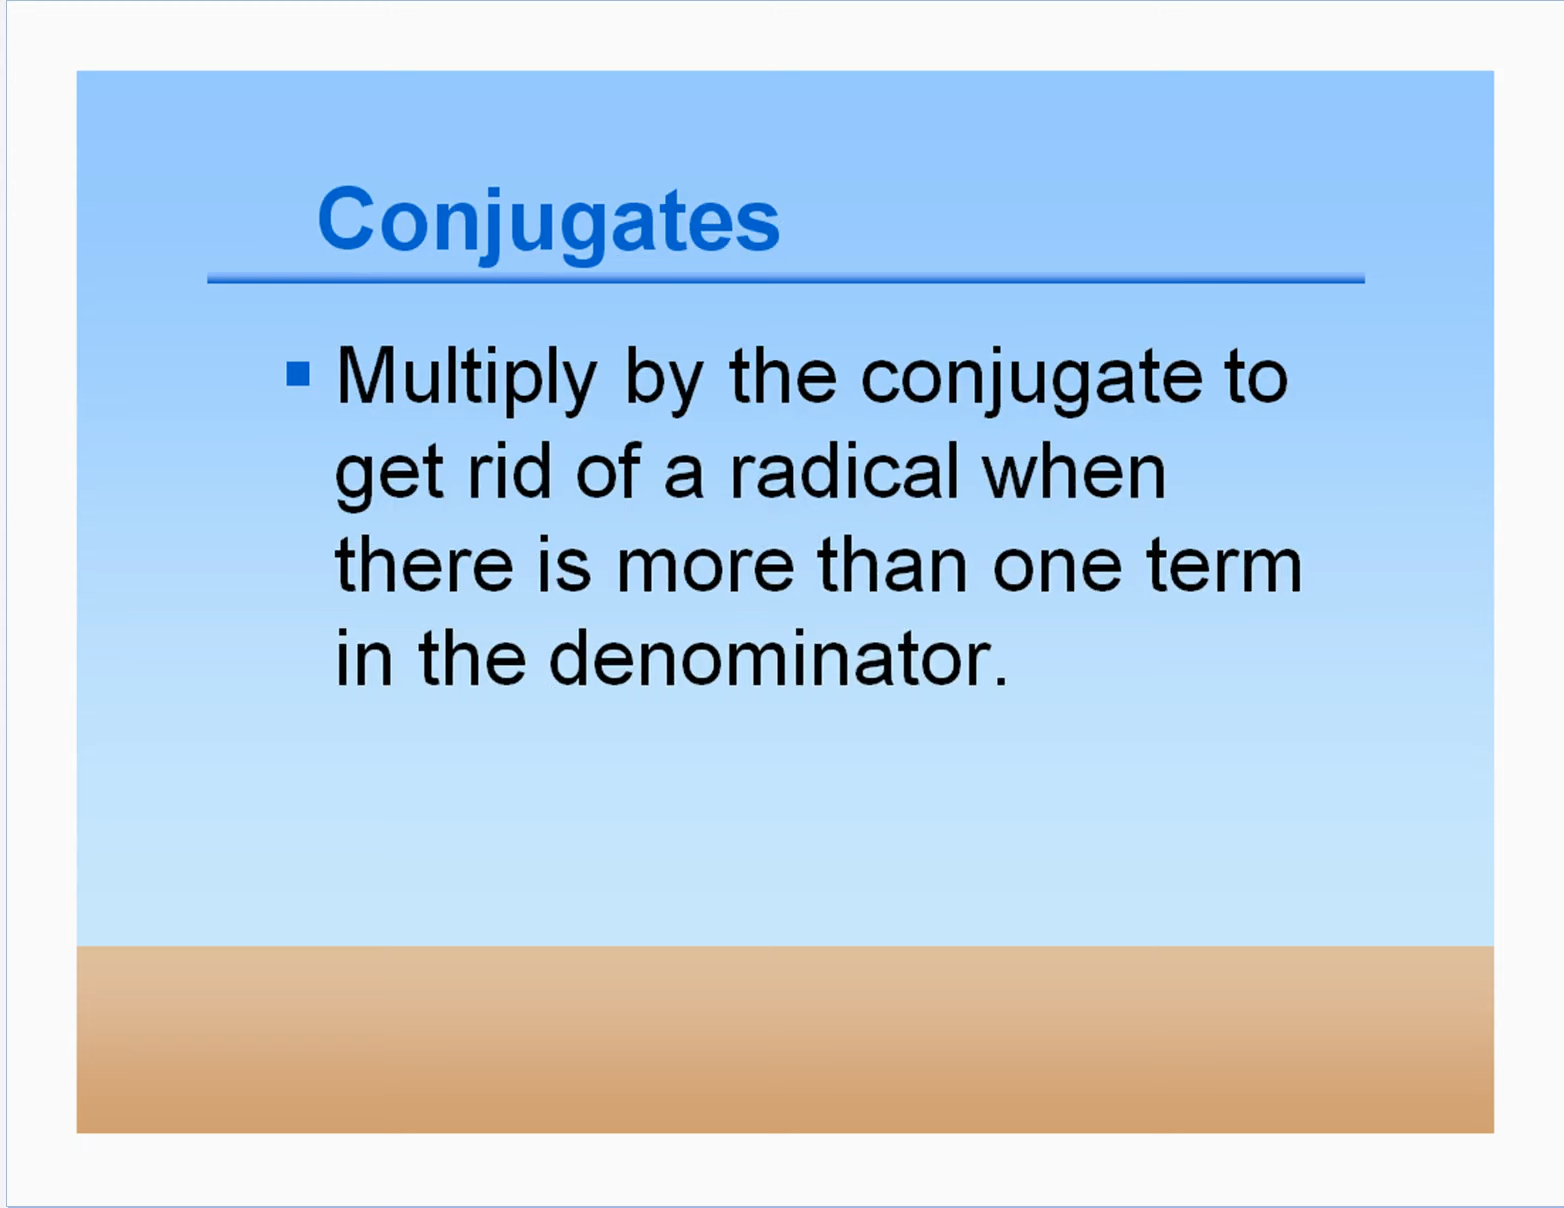 Conjugates
Multiply by the conjugate to
get rid of a radical when
there is more than one term
in the denominator.